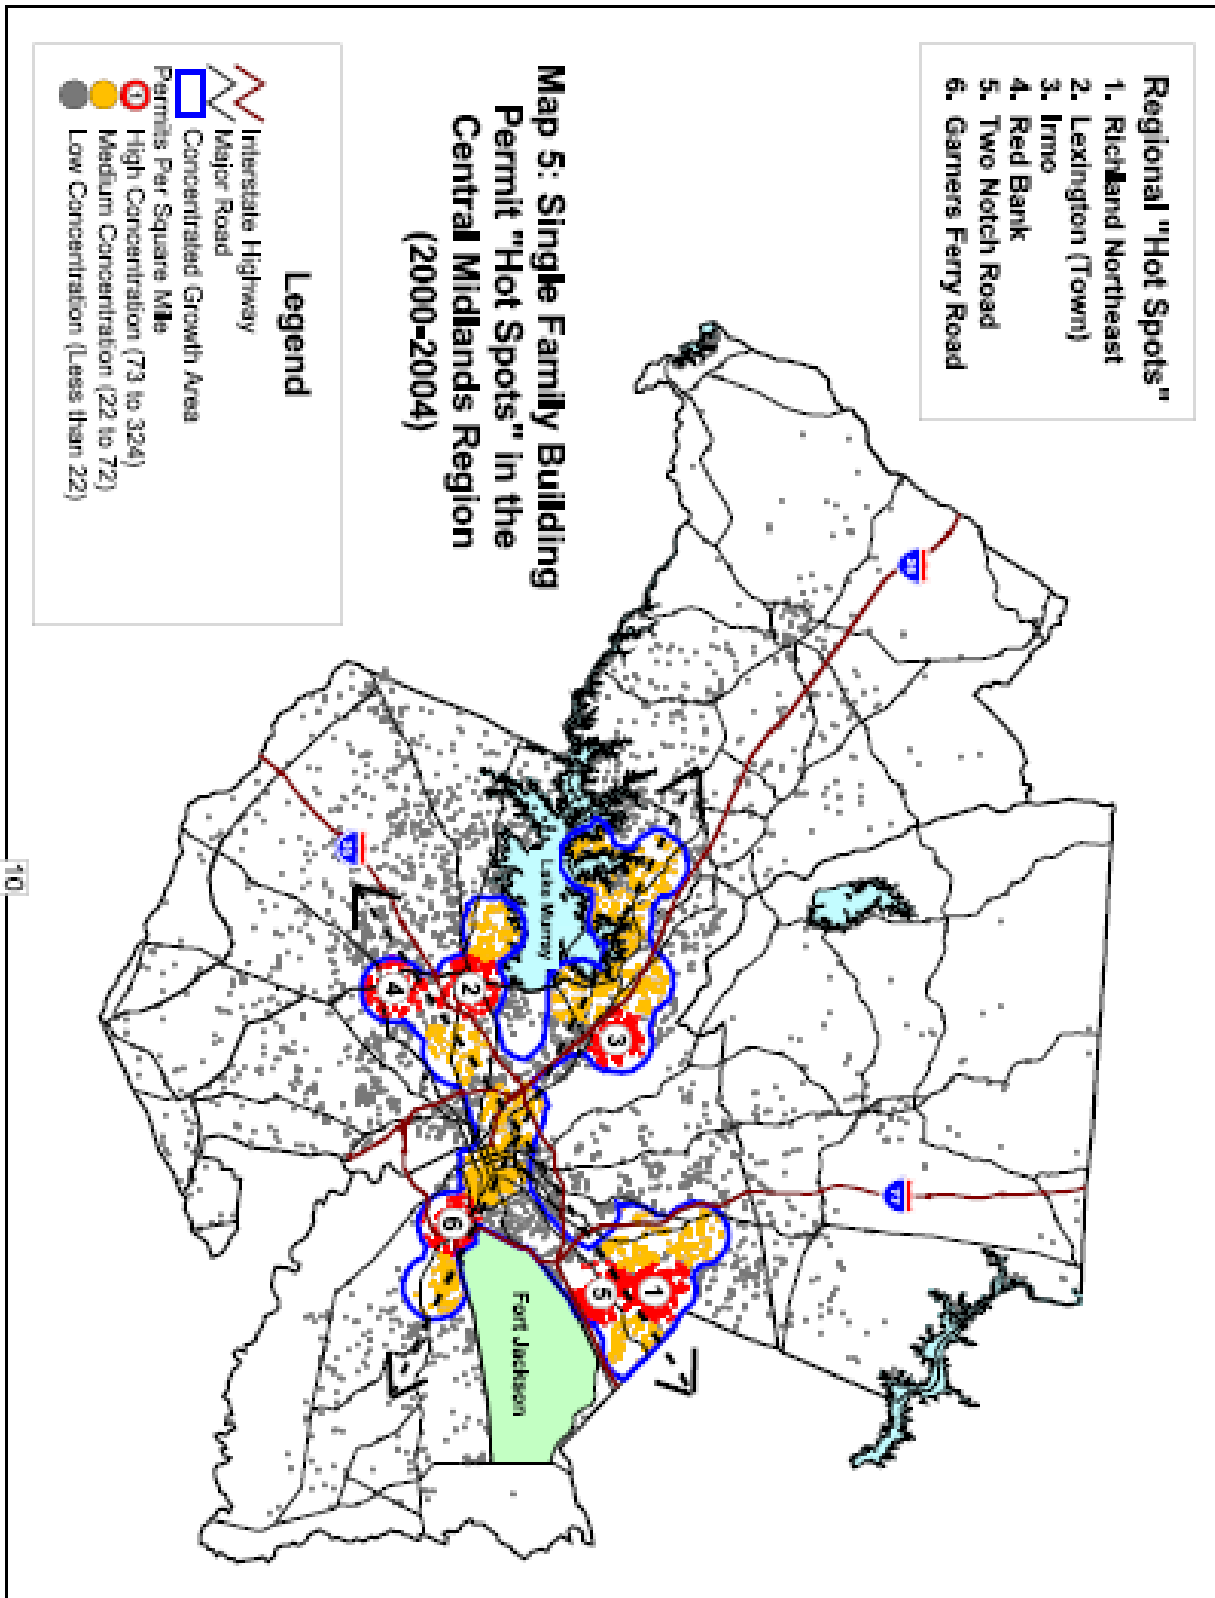 Regional "Hot Spots"
1. Richland Northeast
2. Lexington (Town)
3. Irmo
4. Red Bank
5. Two Notch Road
6. Garners Ferry Road
Map 5: Single Family Building
Permit "Hot Spots" in the
Central Midlands Region
(2000-2004)
Legend
Interstate Highway
Major Road
Concentrated Growth Area
Permits Per Square Mile
1 High Concentration (73 to 324)
Medium Concentration (22 to 72)
Low Concentration (Less than 22)
Lake Murray
Fort Jackson
1
2
3
4
5
6
10